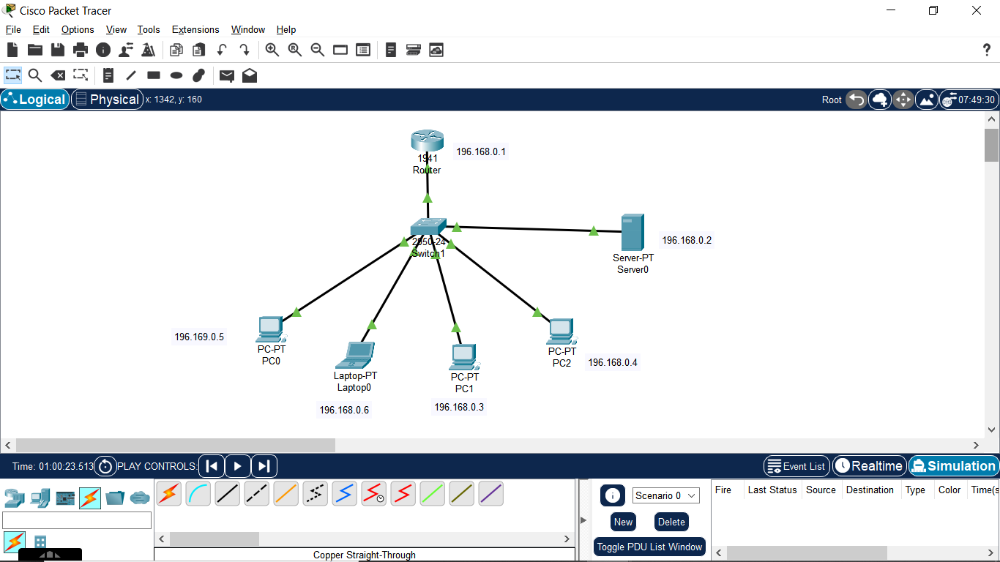 Cisco Packet Tracer
File Edit Options View Tools Extensions Window Help
Logical Physical x: 1342, y: 160 Root 07:49:30
1941
Router
196.168.0.1
2950-24
Switch1
Server-PT
Server0
196.168.0.2
196.169.0.5
PC-PT
PC0
Laptop-PT
Laptop0
196.168.0.6
PC-PT
PC1
196.168.0.3
PC-PT
PC2
196.168.0.4
Time: 01:00:23.513 PLAY CONTROLS: Event List Realtime Simulation
Scenario 0
New Delete
Toggle PDU List Window
Fire Last Status Source Destination Type Color Time(s
Copper Straight-Through